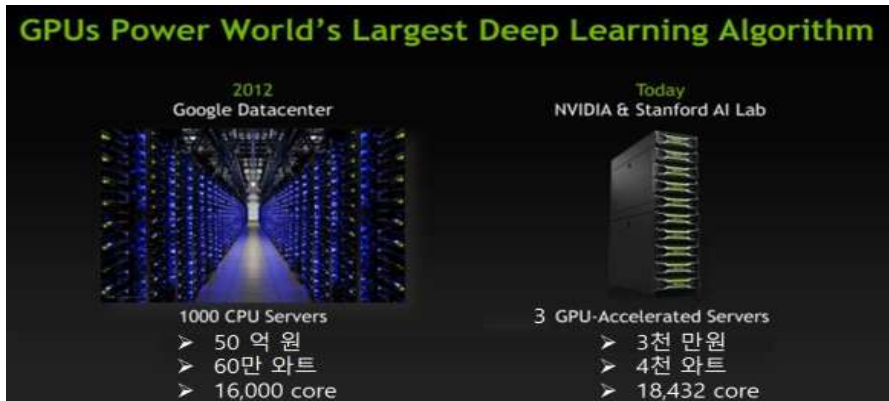 GPUs Power World's Largest Deep Learning Algorithm
2012
Google Datacenter
1000 CPU Servers
➢ 50 억 원
➢ 60만 와트
➢ 16,000 core
Today
NVIDIA & Stanford AI Lab
3 GPU-Accelerated Servers
➢ 3천 만원
➢ 4천 와트
➢ 18,432 core